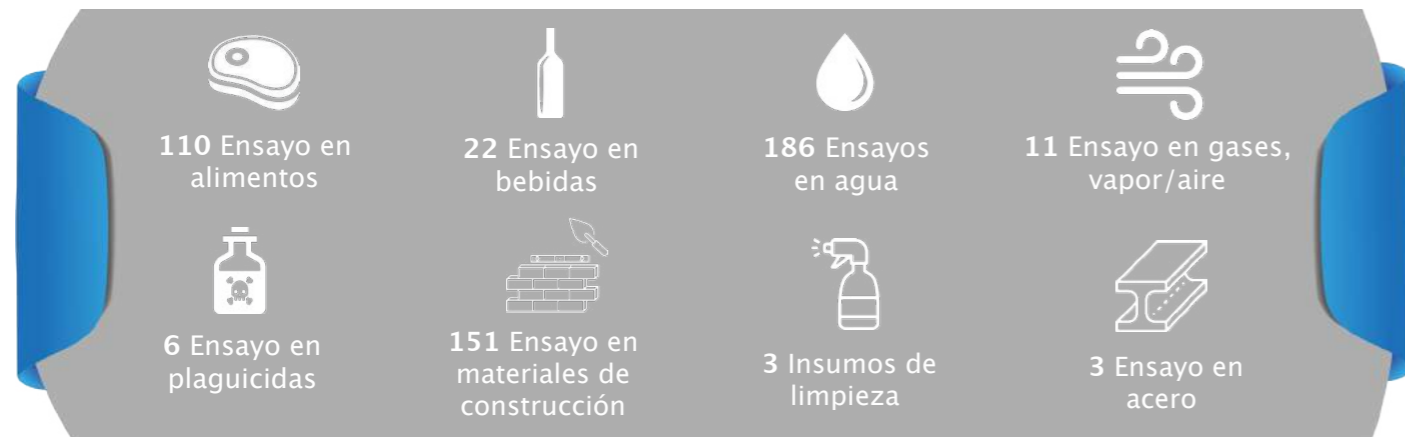 110 Ensayo en
alimentos
22 Ensayo en
bebidas
186 Ensayos
en agua
11 Ensayo en gases,
vapor/aire
6 Ensayo en
plaguicidas
151 Ensayo en
materiales de
construcción
3 Insumos de
limpieza
3 Ensayo en
acero